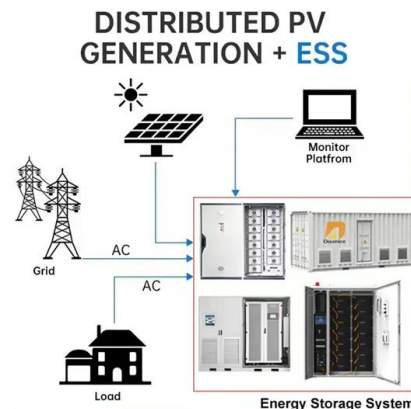 DISTRIBUTED PV
GENERATION + ESS
Monitor
Platfrom
AC
Grid
AC
Load
Energy Storage System